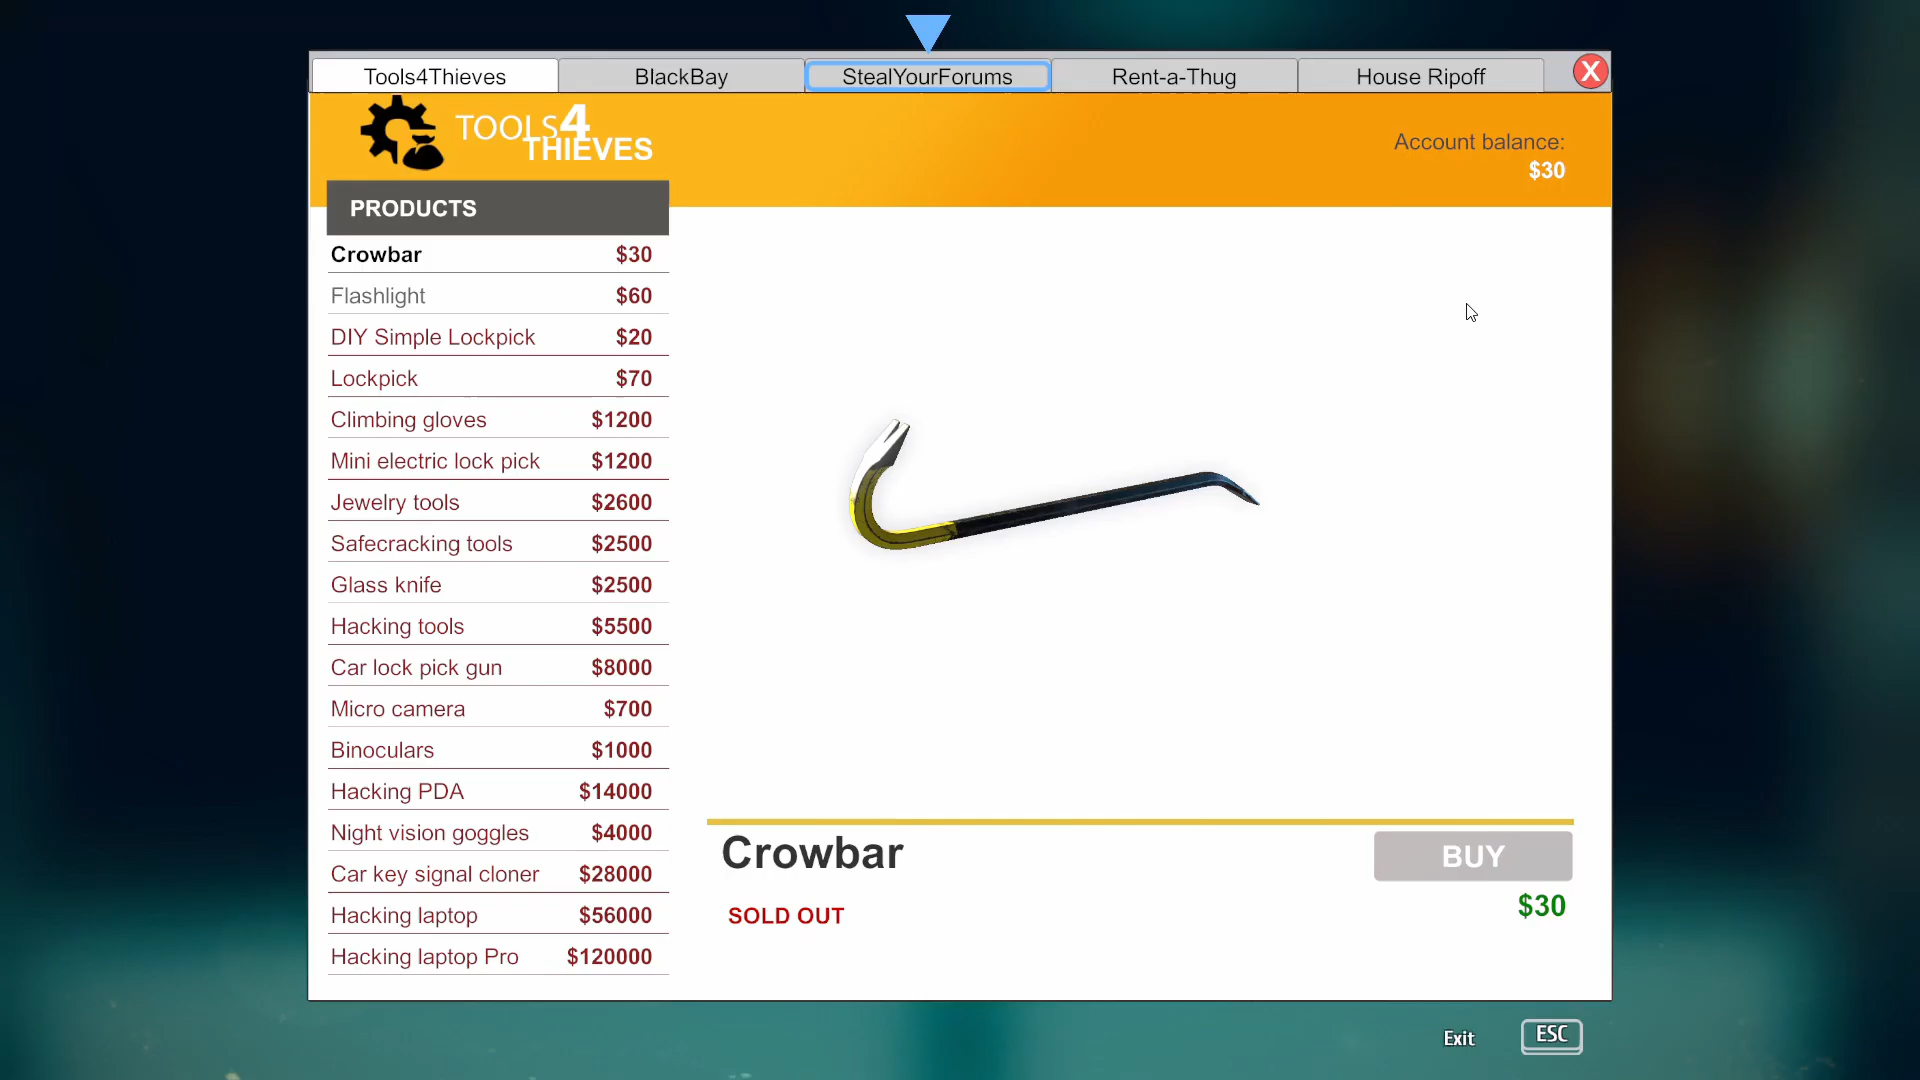 Tools4Thieves
BlackBay
StealYourForums
Rent-a-Thug
House Ripoff
X
TOOLS4
THIEVES
Account balance:
$30
PRODUCTS
Crowbar $30
Flashlight $60
DIY Simple Lockpick $20
Lockpick $70
Climbing gloves $1200
Mini electric lock pick $1200
Jewelry tools $2600
Safecracking tools $2500
Glass knife $2500
Hacking tools $5500
Car lock pick gun $8000
Micro camera $700
Binoculars $1000
Hacking PDA $14000
Night vision goggles $4000
Car key signal cloner $28000
Hacking laptop $56000
Hacking laptop Pro $120000
Crowbar
BUY
SOLD OUT
$30
Exit ESC